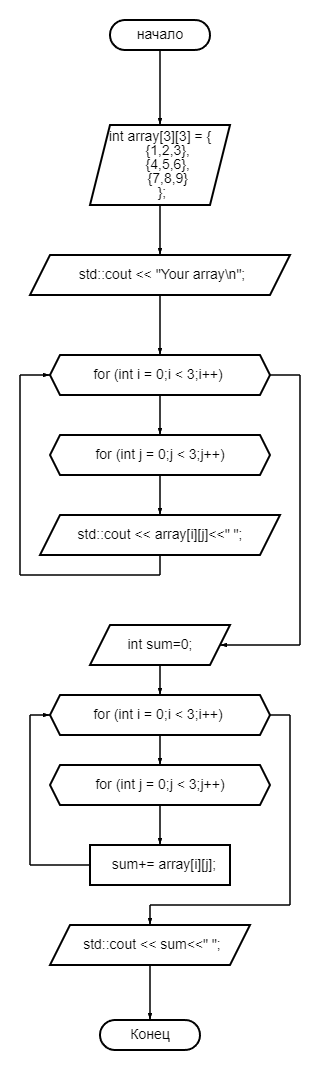 начало
int array[3][3] = {
{1,2,3},
{4,5,6},
{7,8,9}
};
std::cout << "Your array\n";
for (int i = 0;i < 3;i++)
for (int j = 0;j < 3;j++)
std::cout << array[i][j]<<" ";
int sum=0;
for (int i = 0;i < 3;i++)
for (int j = 0;j < 3;j++)
sum+= array[i][j];
std::cout << sum<<" ";
Конец